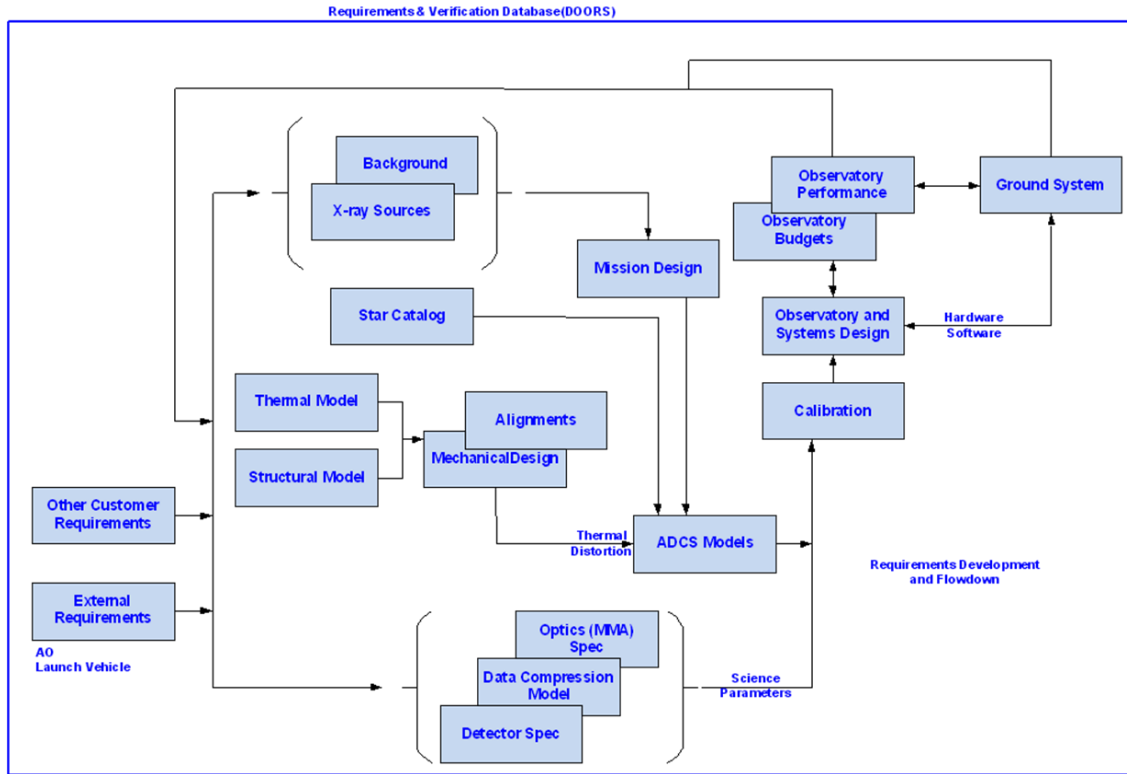 Requirements & Verification Database(DOORS)
Background
X-ray Sources
Observatory
Performance
Ground System
Observatory
Budgets
Mission Design
Star Catalog
Observatory and
Systems Design
Hardware
Software
Thermal Model
Alignments
Calibration
MechanicalDesign
Structural Model
Other Customer
Requirements
Thermal
Distortion
ADCS Models
Requirements Development
and Flowdown
External
Requirements
AO
Launch Vehicle
Optics (MMA)
Spec
Data Compression
Model
Science
Parameters
Detector Spec